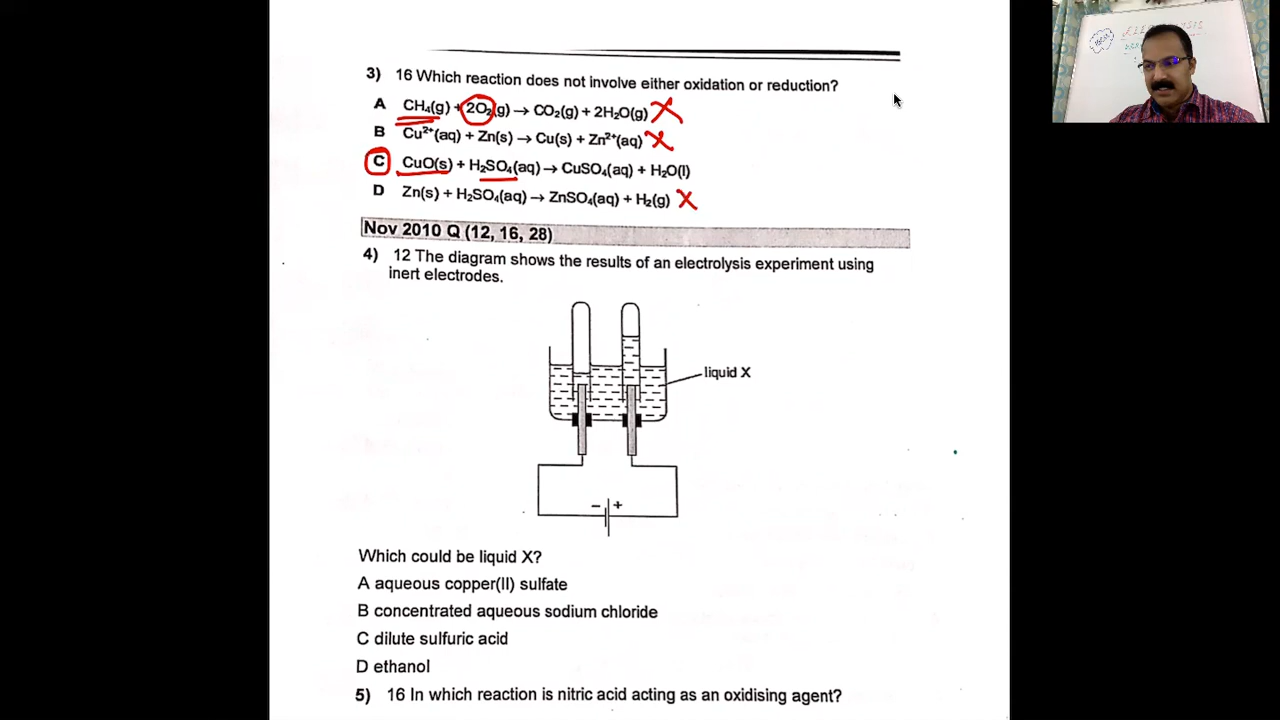 3) 16 Which reaction does not involve either oxidation or reduction?
A CH₄(g) + 2O₂(g) → CO₂(g) + 2H₂O(g)
B Cu²⁺(aq) + Zn(s) → Cu(s) + Zn²⁺(aq)
C CuO(s) + H₂SO₄(aq) → CuSO₄(aq) + H₂O(l)
D Zn(s) + H₂SO₄(aq) → ZnSO₄(aq) + H₂(g)
Nov 2010 Q (12, 16, 28)
4) 12 The diagram shows the results of an electrolysis experiment using
inert electrodes.
liquid X
− +
Which could be liquid X?
A aqueous copper(II) sulfate
B concentrated aqueous sodium chloride
C dilute sulfuric acid
D ethanol
5) 16 In which reaction is nitric acid acting as an oxidising agent?